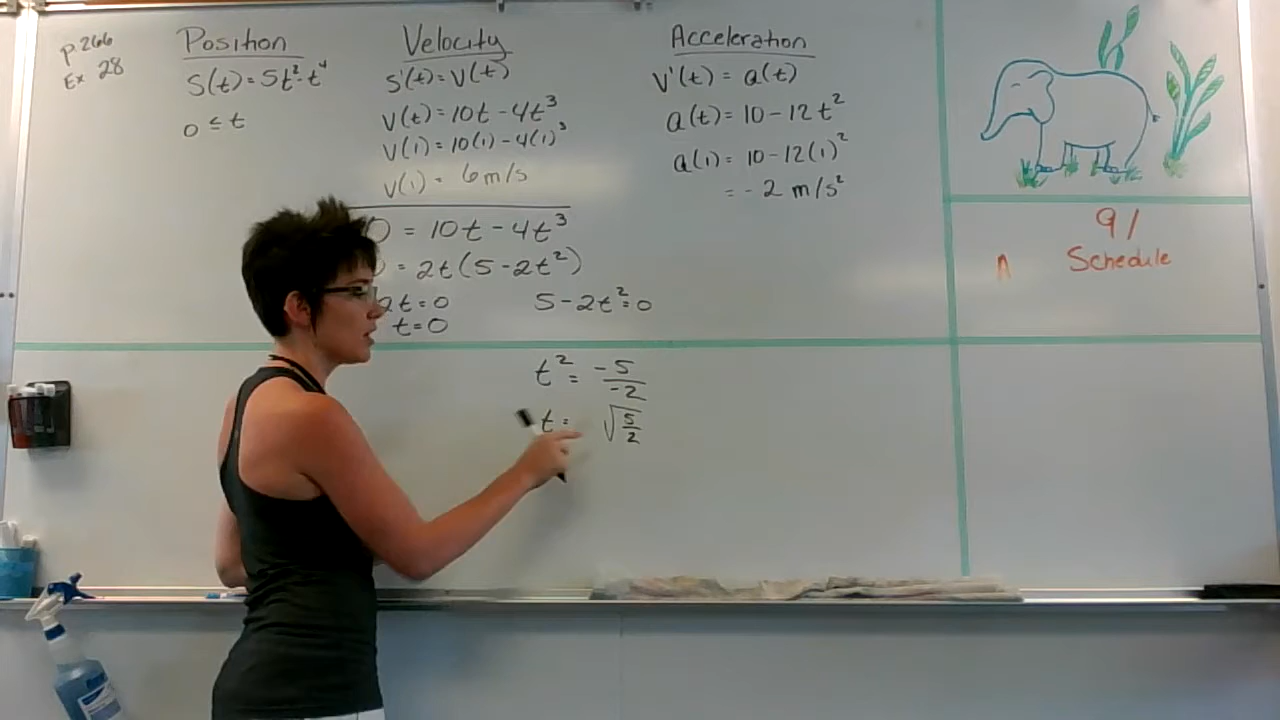 p.266
Ex 28
Position
S(t) = 5t² - t⁴
0 ≤ t
Velocity
s'(t) = v(t)
v(t) = 10t - 4t³
v(1) = 10(1) - 4(1)³
v(1) = 6 m/s
0 = 10t - 4t³
= 2t(5 - 2t²)
2t = 0
t = 0
5 - 2t² = 0
t² = -5/-2
t = √5/2
Acceleration
v'(t) = a(t)
a(t) = 10 - 12t²
a(1) = 10 - 12(1)²
= -2 m/s²
91
Schedule